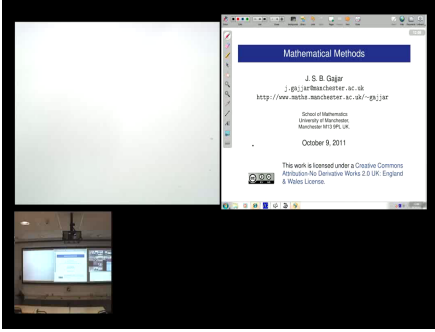 Mathematical Methods
J. S. B. Gajjar
j.gajjar@manchester.ac.uk
http://www.maths.manchester.ac.uk/~gajjar
School of Mathematics
University of Manchester,
Manchester M13 9PL UK.
October 9, 2011
This work is licensed under a Creative Commons
Attribution-No Derivative Works 2.0 UK: England
& Wales License.